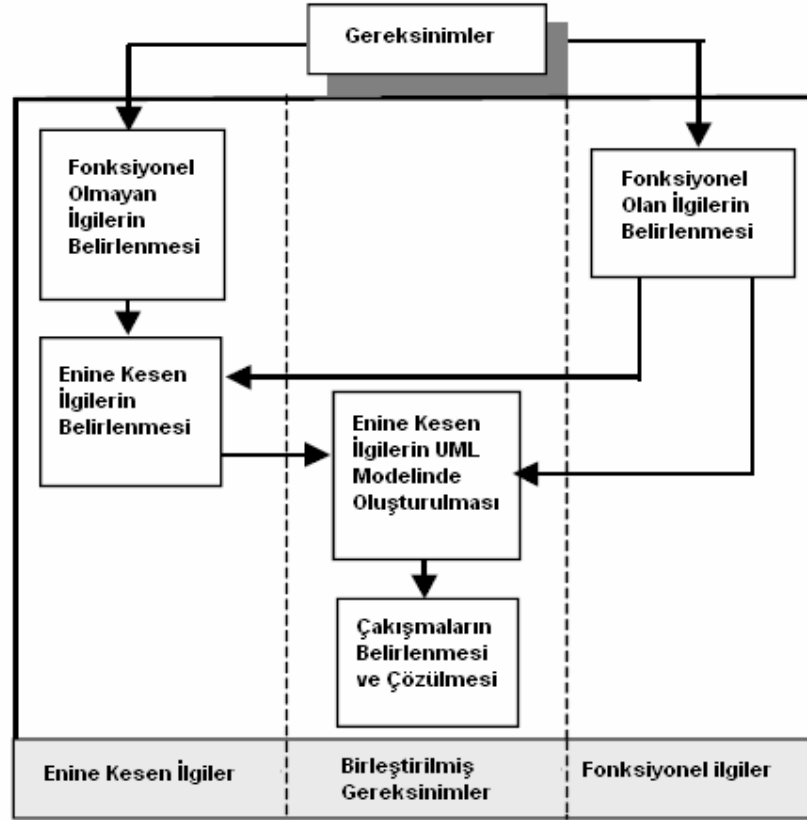 Gereksinimler
Fonksiyonel
Olmayan
İlgilerin
Belirlenmesi
Fonksiyonel
Olan İlgilerin
Belirlenmesi
Enine Kesen
İlgilerin
Belirlenmesi
Enine Kesen
İlgilerin UML
Modelinde
Oluşturulması
Çakışmaların
Belirlenmesi
ve Çözülmesi
Enine Kesen İlgiler
Birleştirilmiş
Gereksinimler
Fonksiyonel ilgiler